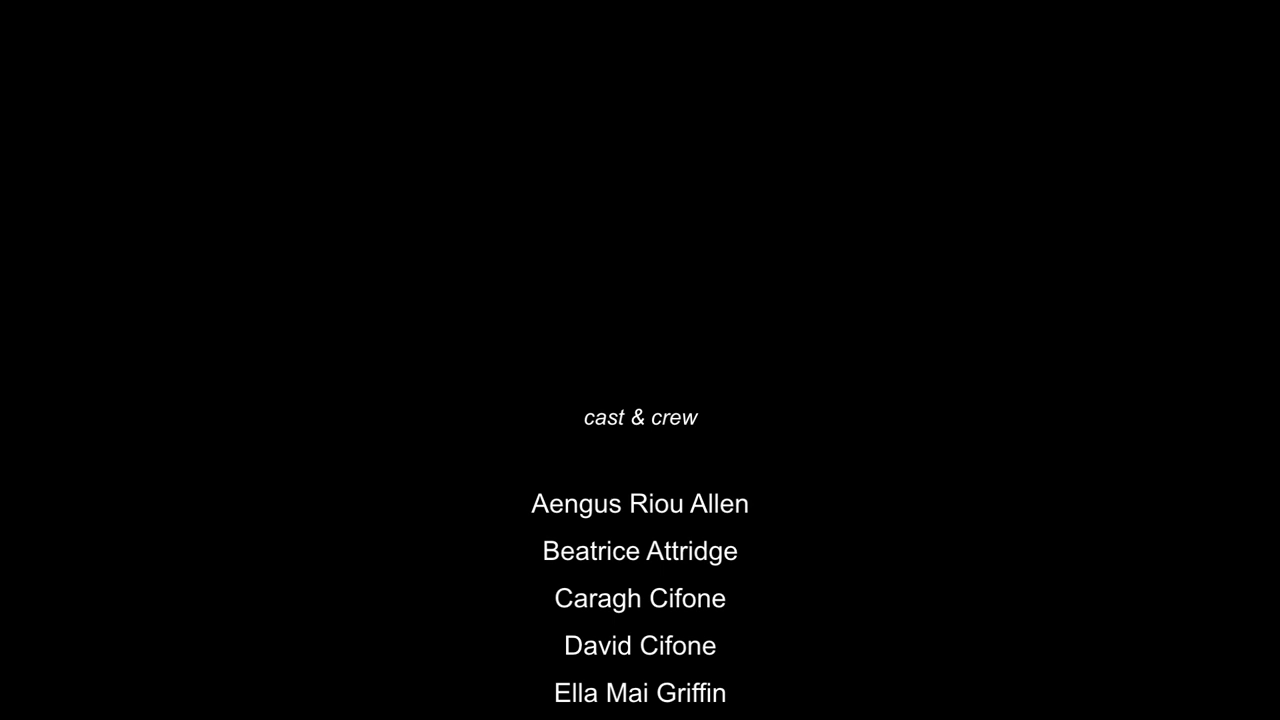 cast & crew
Aengus Riou Allen
Beatrice Attridge
Caragh Cifone
David Cifone
Ella Mai Griffin